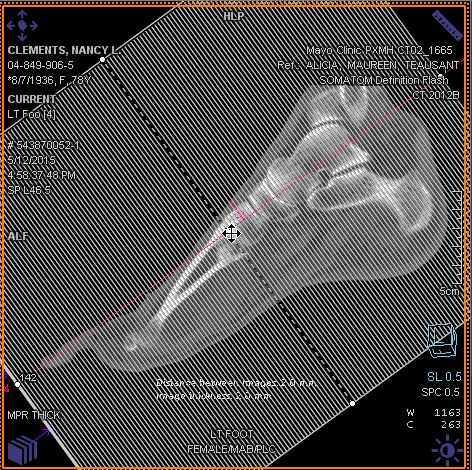 HLP
CLEMENTS, NANCY L.
04-849-906-5
*8/7/1936, F, 78Y
CURRENT
LT Foot [4]
# 543870052-1
5/12/2015
4:58:37:48 PM
SP L46.5
Mayo Clinic PXMH CT02_1665
Ref.: ALICIA, MAUREEN, TEAUSANT
SOMATOM Definition Flash
CT 2012B
ALF
5cm
142
Distance between images 2.0 mm,
image thickness 2.0 mm
MPR THICK
LT FOOT
FEMALE/MAB/PLC
SL 0.5
SPC 0.5
W 1163
C 263